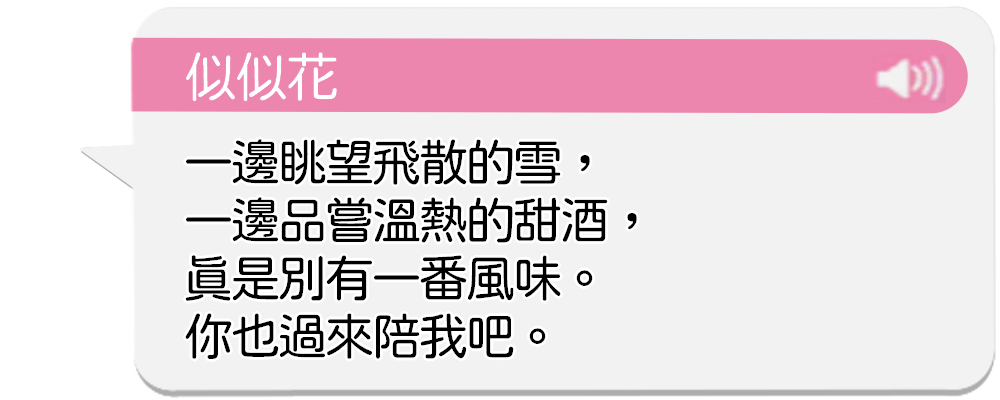 似似花
一邊眺望飛散的雪，
一邊品嘗溫熱的甜酒，
眞是別有一番風味。
你也過來陪我吧。